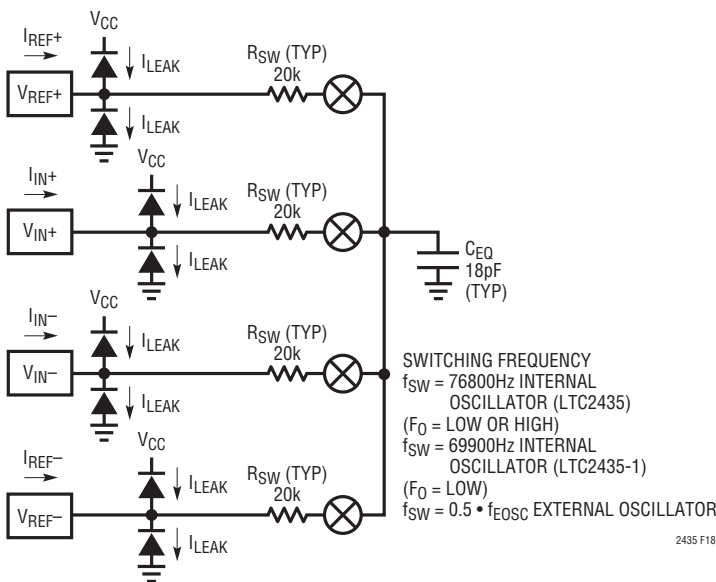 VCC
IREF+
ILEAK
VREF+
ILEAK
RSW (TYP)
20k
VCC
IIN+
ILEAK
VIN+
ILEAK
RSW (TYP)
20k
CEQ
18pF
(TYP)
VCC
IIN–
ILEAK
VIN–
ILEAK
RSW (TYP)
20k
VCC
IREF–
ILEAK
VREF–
ILEAK
RSW (TYP)
20k
SWITCHING FREQUENCY
fSW = 76800Hz INTERNAL
OSCILLATOR (LTC2435)
(FO = LOW OR HIGH)
fSW = 69900Hz INTERNAL
OSCILLATOR (LTC2435-1)
(FO = LOW)
fSW = 0.5 • fEOSC EXTERNAL OSCILLATOR
2435 F18